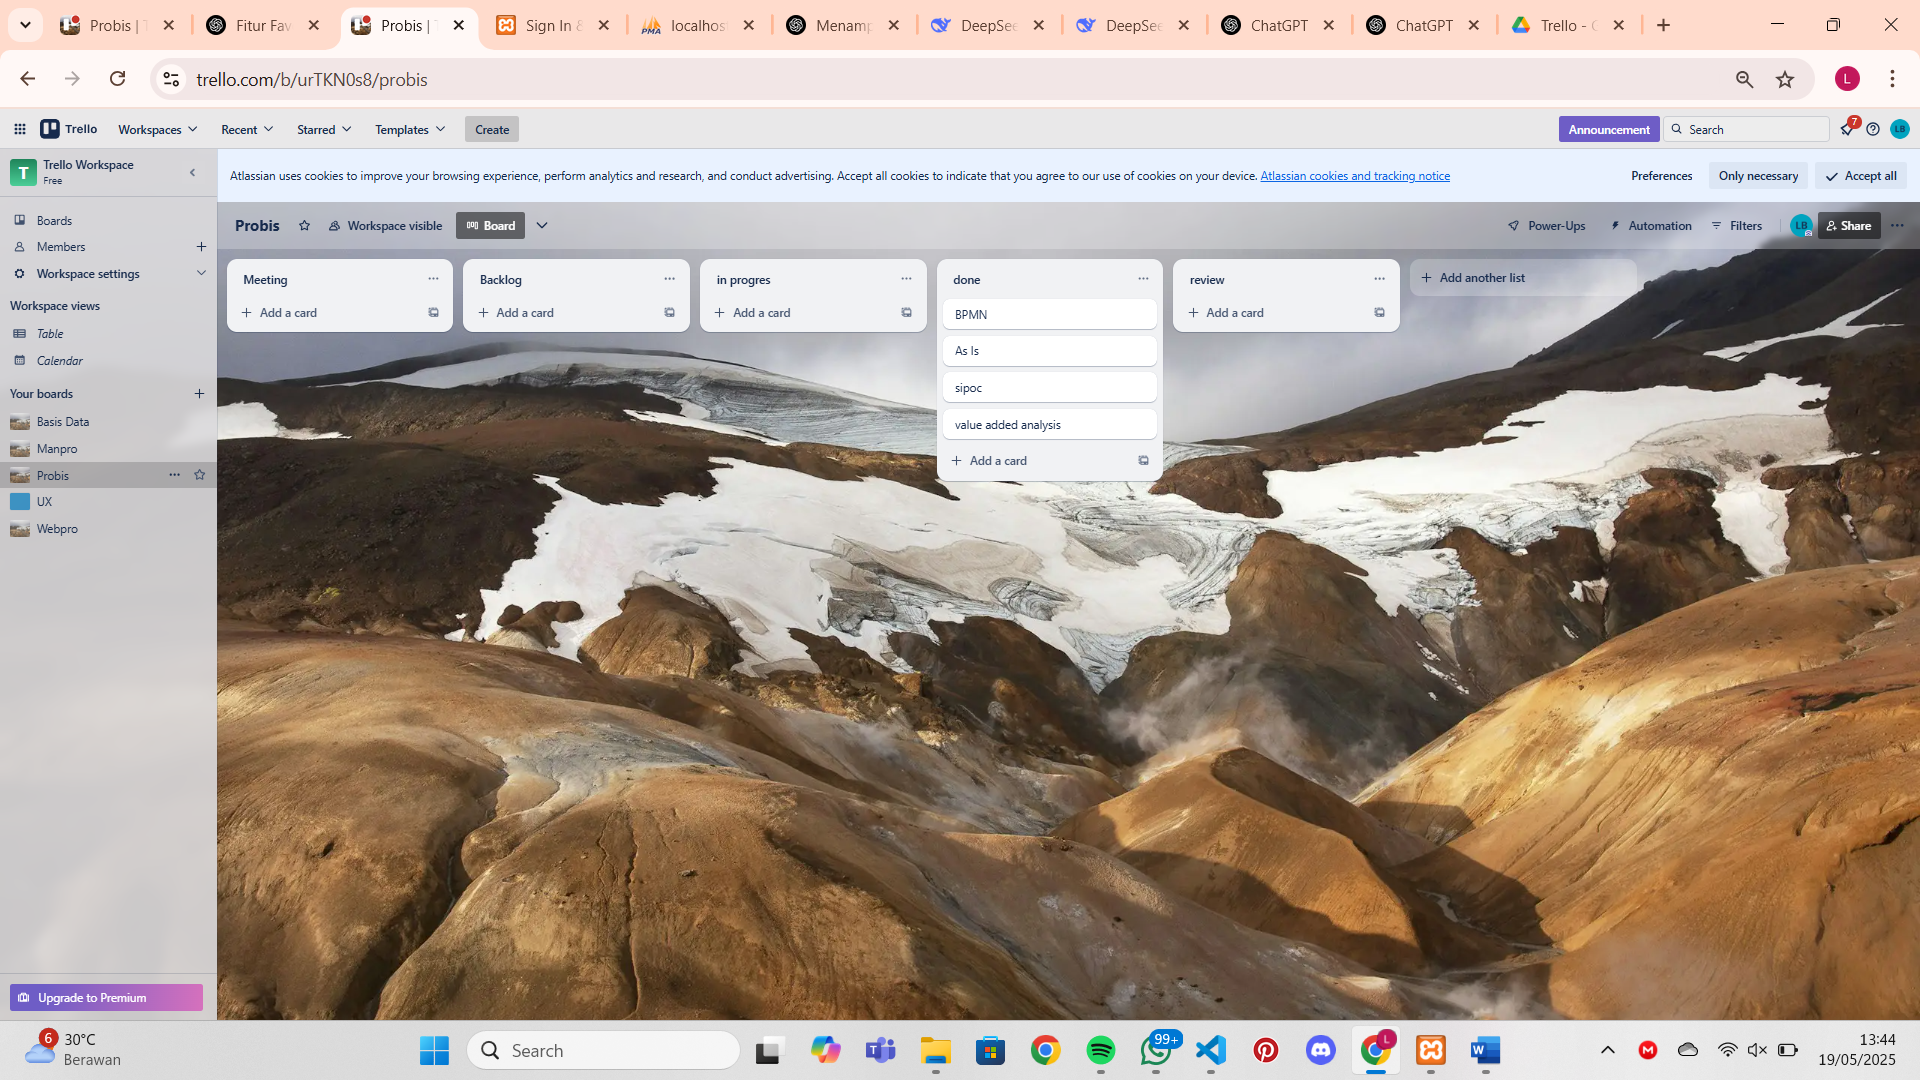 Probis | T
Fitur Fav
Probis | T
Sign In &
localhos
Menamp
DeepSee
DeepSee
ChatGPT
ChatGPT
Trello - C
trello.com/b/urTKN0s8/probis
L
Trello
Workspaces
Recent
Starred
Templates
Create
Announcement
Search
7
LB
T
Trello Workspace
Free
Atlassian uses cookies to improve your browsing experience, perform analytics and research, and conduct advertising. Accept all cookies to indicate that you agree to our use of cookies on your device. Atlassian cookies and tracking notice
Preferences
Only necessary
Accept all
Boards
Members
Workspace settings
Workspace views
Table
Calendar
Your boards
Basis Data
Manpro
Probis
UX
Webpro
Upgrade to Premium
Probis
Workspace visible
Board
Power-Ups
Automation
Filters
LB
Share
Meeting
Add a card
Backlog
Add a card
in progres
Add a card
done
BPMN
As Is
sipoc
value added analysis
Add a card
review
Add a card
Add another list
6
30°C
Berawan
Search
99+
L
13:44
19/05/2025